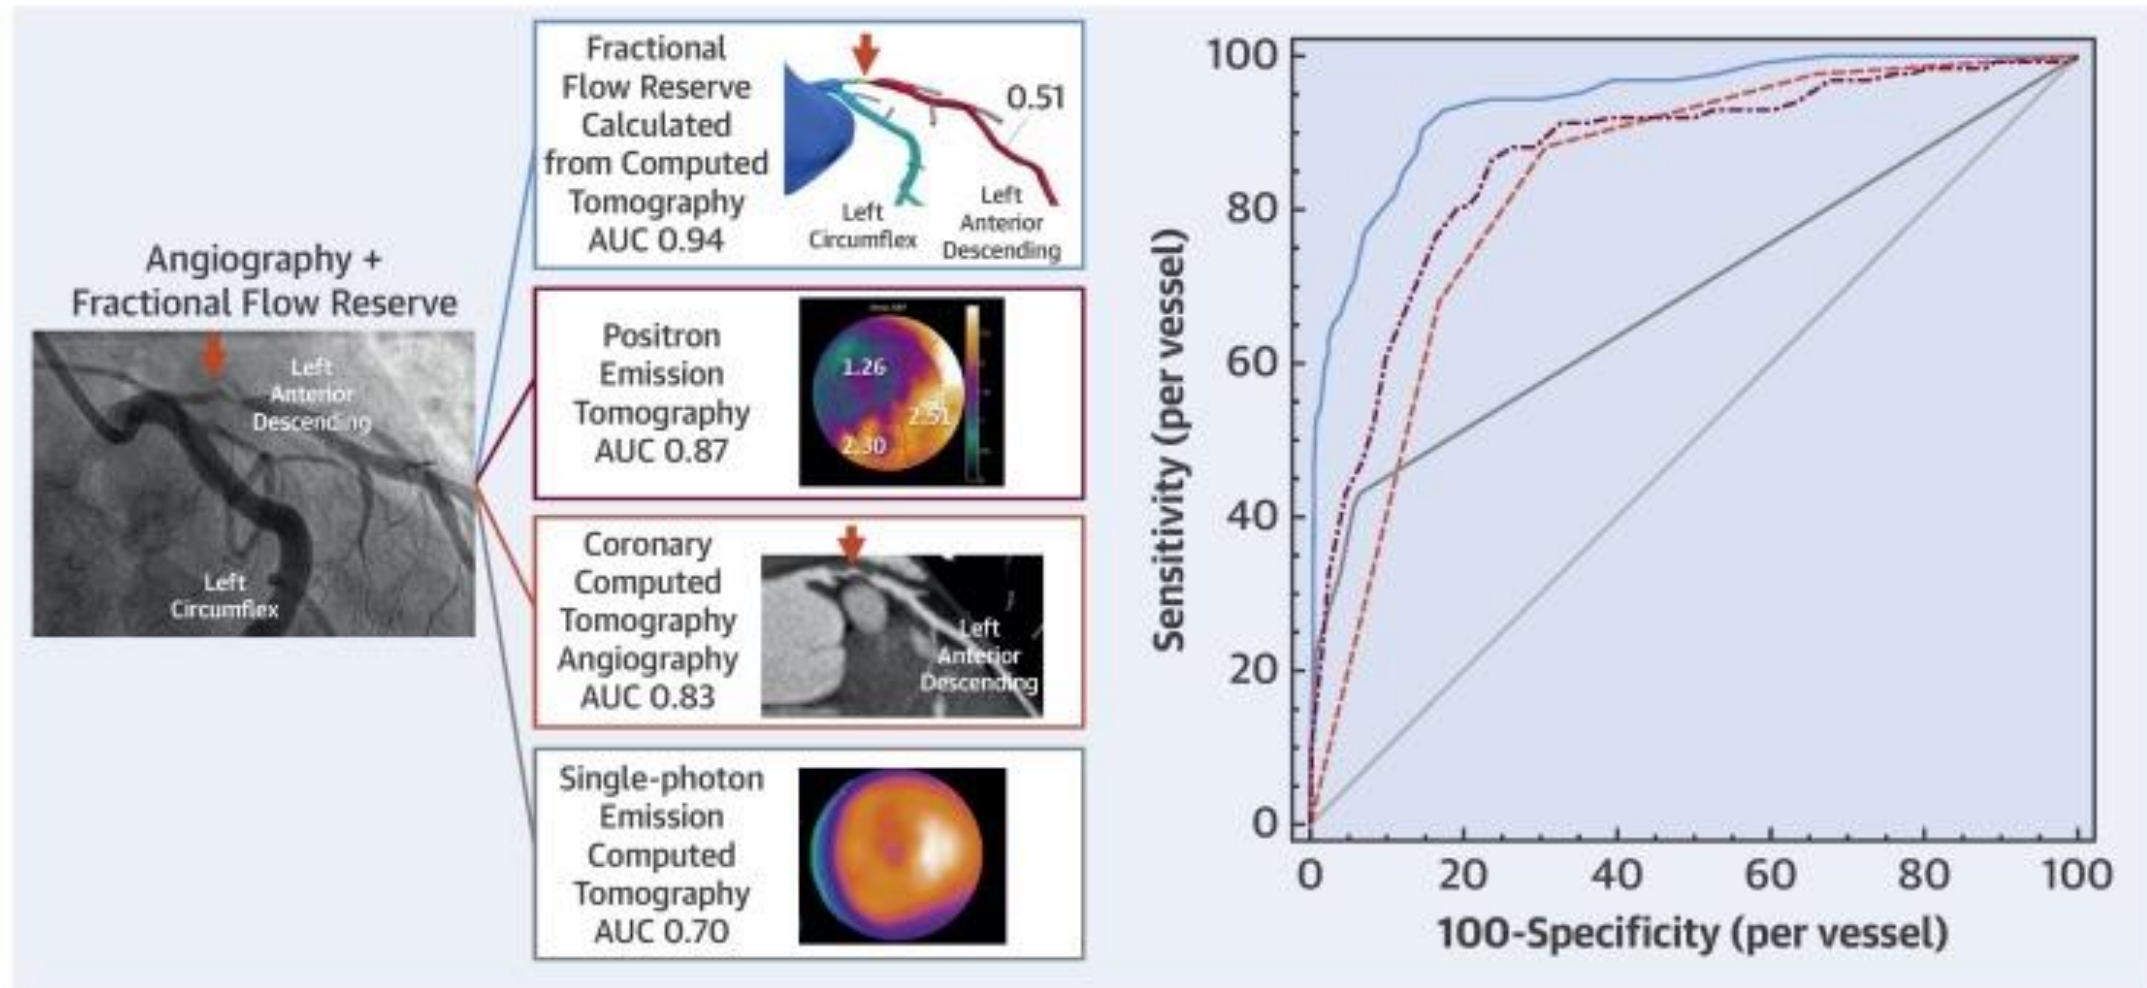 Angiography +
Fractional Flow Reserve
Left
Anterior
Descending
Left
Circumflex
Fractional
Flow Reserve
Calculated
from Computed
Tomography
AUC 0.94
0.51
Left
Circumflex
Left
Anterior
Descending
Positron
Emission
Tomography
AUC 0.87
1.26
2.51
2.30
Coronary
Computed
Tomography
Angiography
AUC 0.83
Left
Anterior
Descending
Single-photon
Emission
Computed
Tomography
AUC 0.70
Sensitivity (per vessel)
100
80
60
40
20
0
0 20 40 60 80 100
100-Specificity (per vessel)